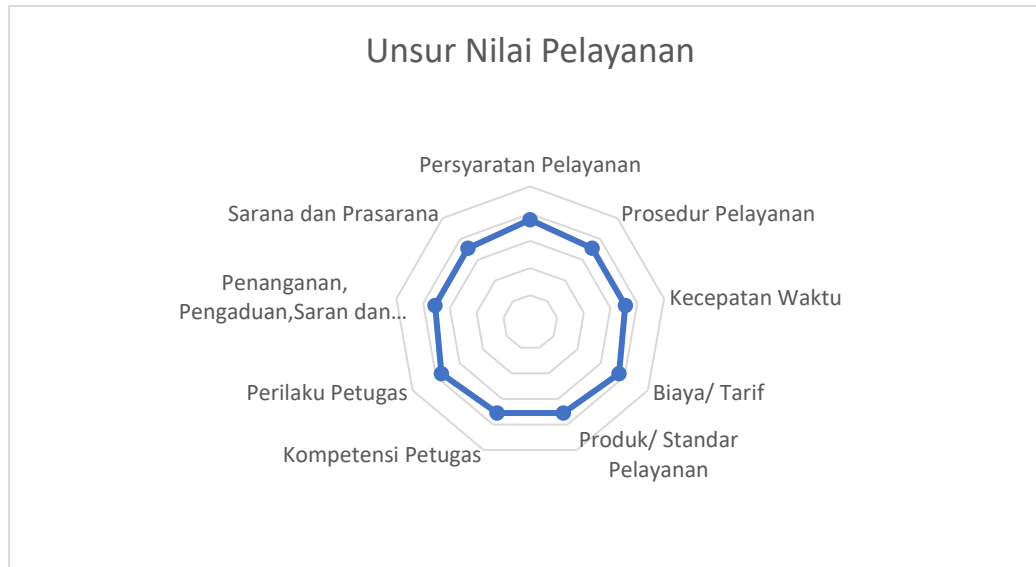 Unsur Nilai Pelayanan
Persyaratan Pelayanan
Prosedur Pelayanan
Kecepatan Waktu
Biaya/ Tarif
Produk/ Standar
Pelayanan
Kompetensi Petugas
Perilaku Petugas
Penanganan,
Pengaduan,Saran dan...
Sarana dan Prasarana